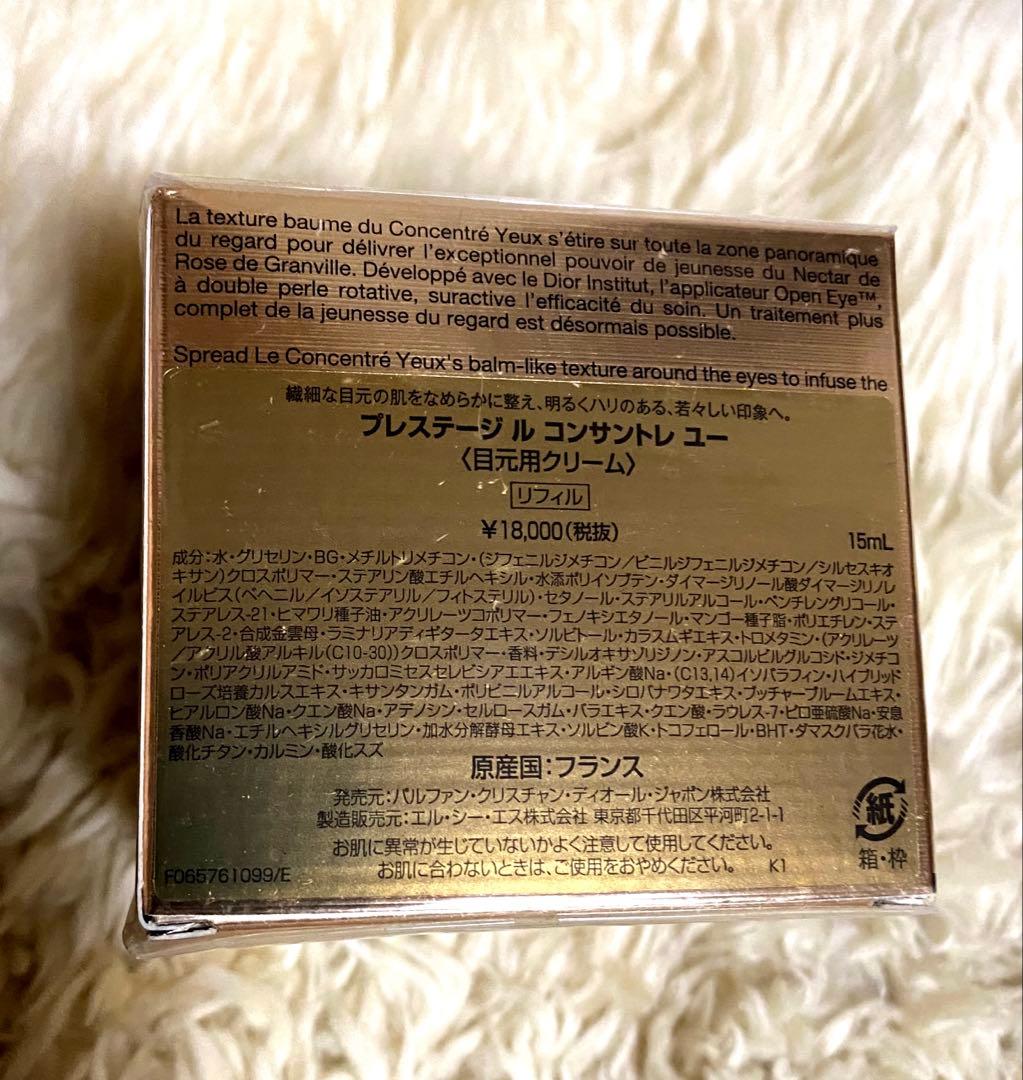 La texture baume du Concentré Yeux s'étire sur toute la zone panoramique
du regard pour délivrer l'exceptionnel pouvoir de jeunesse du Nectar de
Rose de Granville. Développé avec le Dior Institut, l'applicateur Open Eye™,
à double perle rotative, suractive l'efficacité du soin. Un traitement plus
complet de la jeunesse du regard est désormais possible.
Spread Le Concentré Yeux's balm-like texture around the eyes to infuse the
繊細な目元の肌をなめらかに整え、明るくハリのある、若々しい印象へ。
プレステージ ル コンサントレ ユー
〈目元用クリーム〉
リフィル
¥18,000(税抜)
15mL
成分:水・グリセリン・BG・メチルトリメチコン・(ジフェニルジメチコン/ビニルジフェニルジメチコン/シルセスキオ
キサン)クロスポリマー・ステアリン酸エチルヘキシル・水添ポリイソブテン・ダイマージリノール酸ダイマージリノレ
イルビス(ベヘニル/イソステアリル/フィトステリル)・セタノール・ステアリルアルコール・ペンチレングリコール・
ステアレス-21・ヒマワリ種子油・アクリレーツコポリマー・フェノキシエタノール・マンゴー種子脂・ポリエチレン・ステ
アレス-2・合成金雲母・ラミナリアディギタータエキス・ソルビトール・カラスムギエキス・トロメタミン・(アクリレーツ
/アクリル酸アルキル(C10-30))クロスポリマー・香料・デシルオキサゾリジノン・アスコルビルグルコシド・ジメチコ
ン・ポリアクリルアミド・サッカロミセスセレビシアエエキス・アルギン酸Na・(C13,14)イソパラフィン・ハイブリッド
ローズ培養カルスエキス・キサンタンガム・ポリビニルアルコール・シロバナワタエキス・ブッチャーブルームエキス・
ヒアルロン酸Na・クエン酸Na・アデノシン・セルロースガム・バラエキス・クエン酸・ラウレス-7・ピロ亜硫酸Na・安息
香酸Na・エチルヘキシルグリセリン・加水分解酵母エキス・ソルビン酸K・トコフェロール・BHT・ダマスクバラ花水・
酸化チタン・カルミン・酸化スズ
原産国:フランス
発売元:パルファン・クリスチャン・ディオール・ジャポン株式会社
製造販売元:エル・シー・エス株式会社 東京都千代田区平河町2-1-1
お肌に異常が生じていないかよく注意して使用してください。
お肌に合わないときは、ご使用をおやめください。 K1
F065761099/E
紙
箱・枠